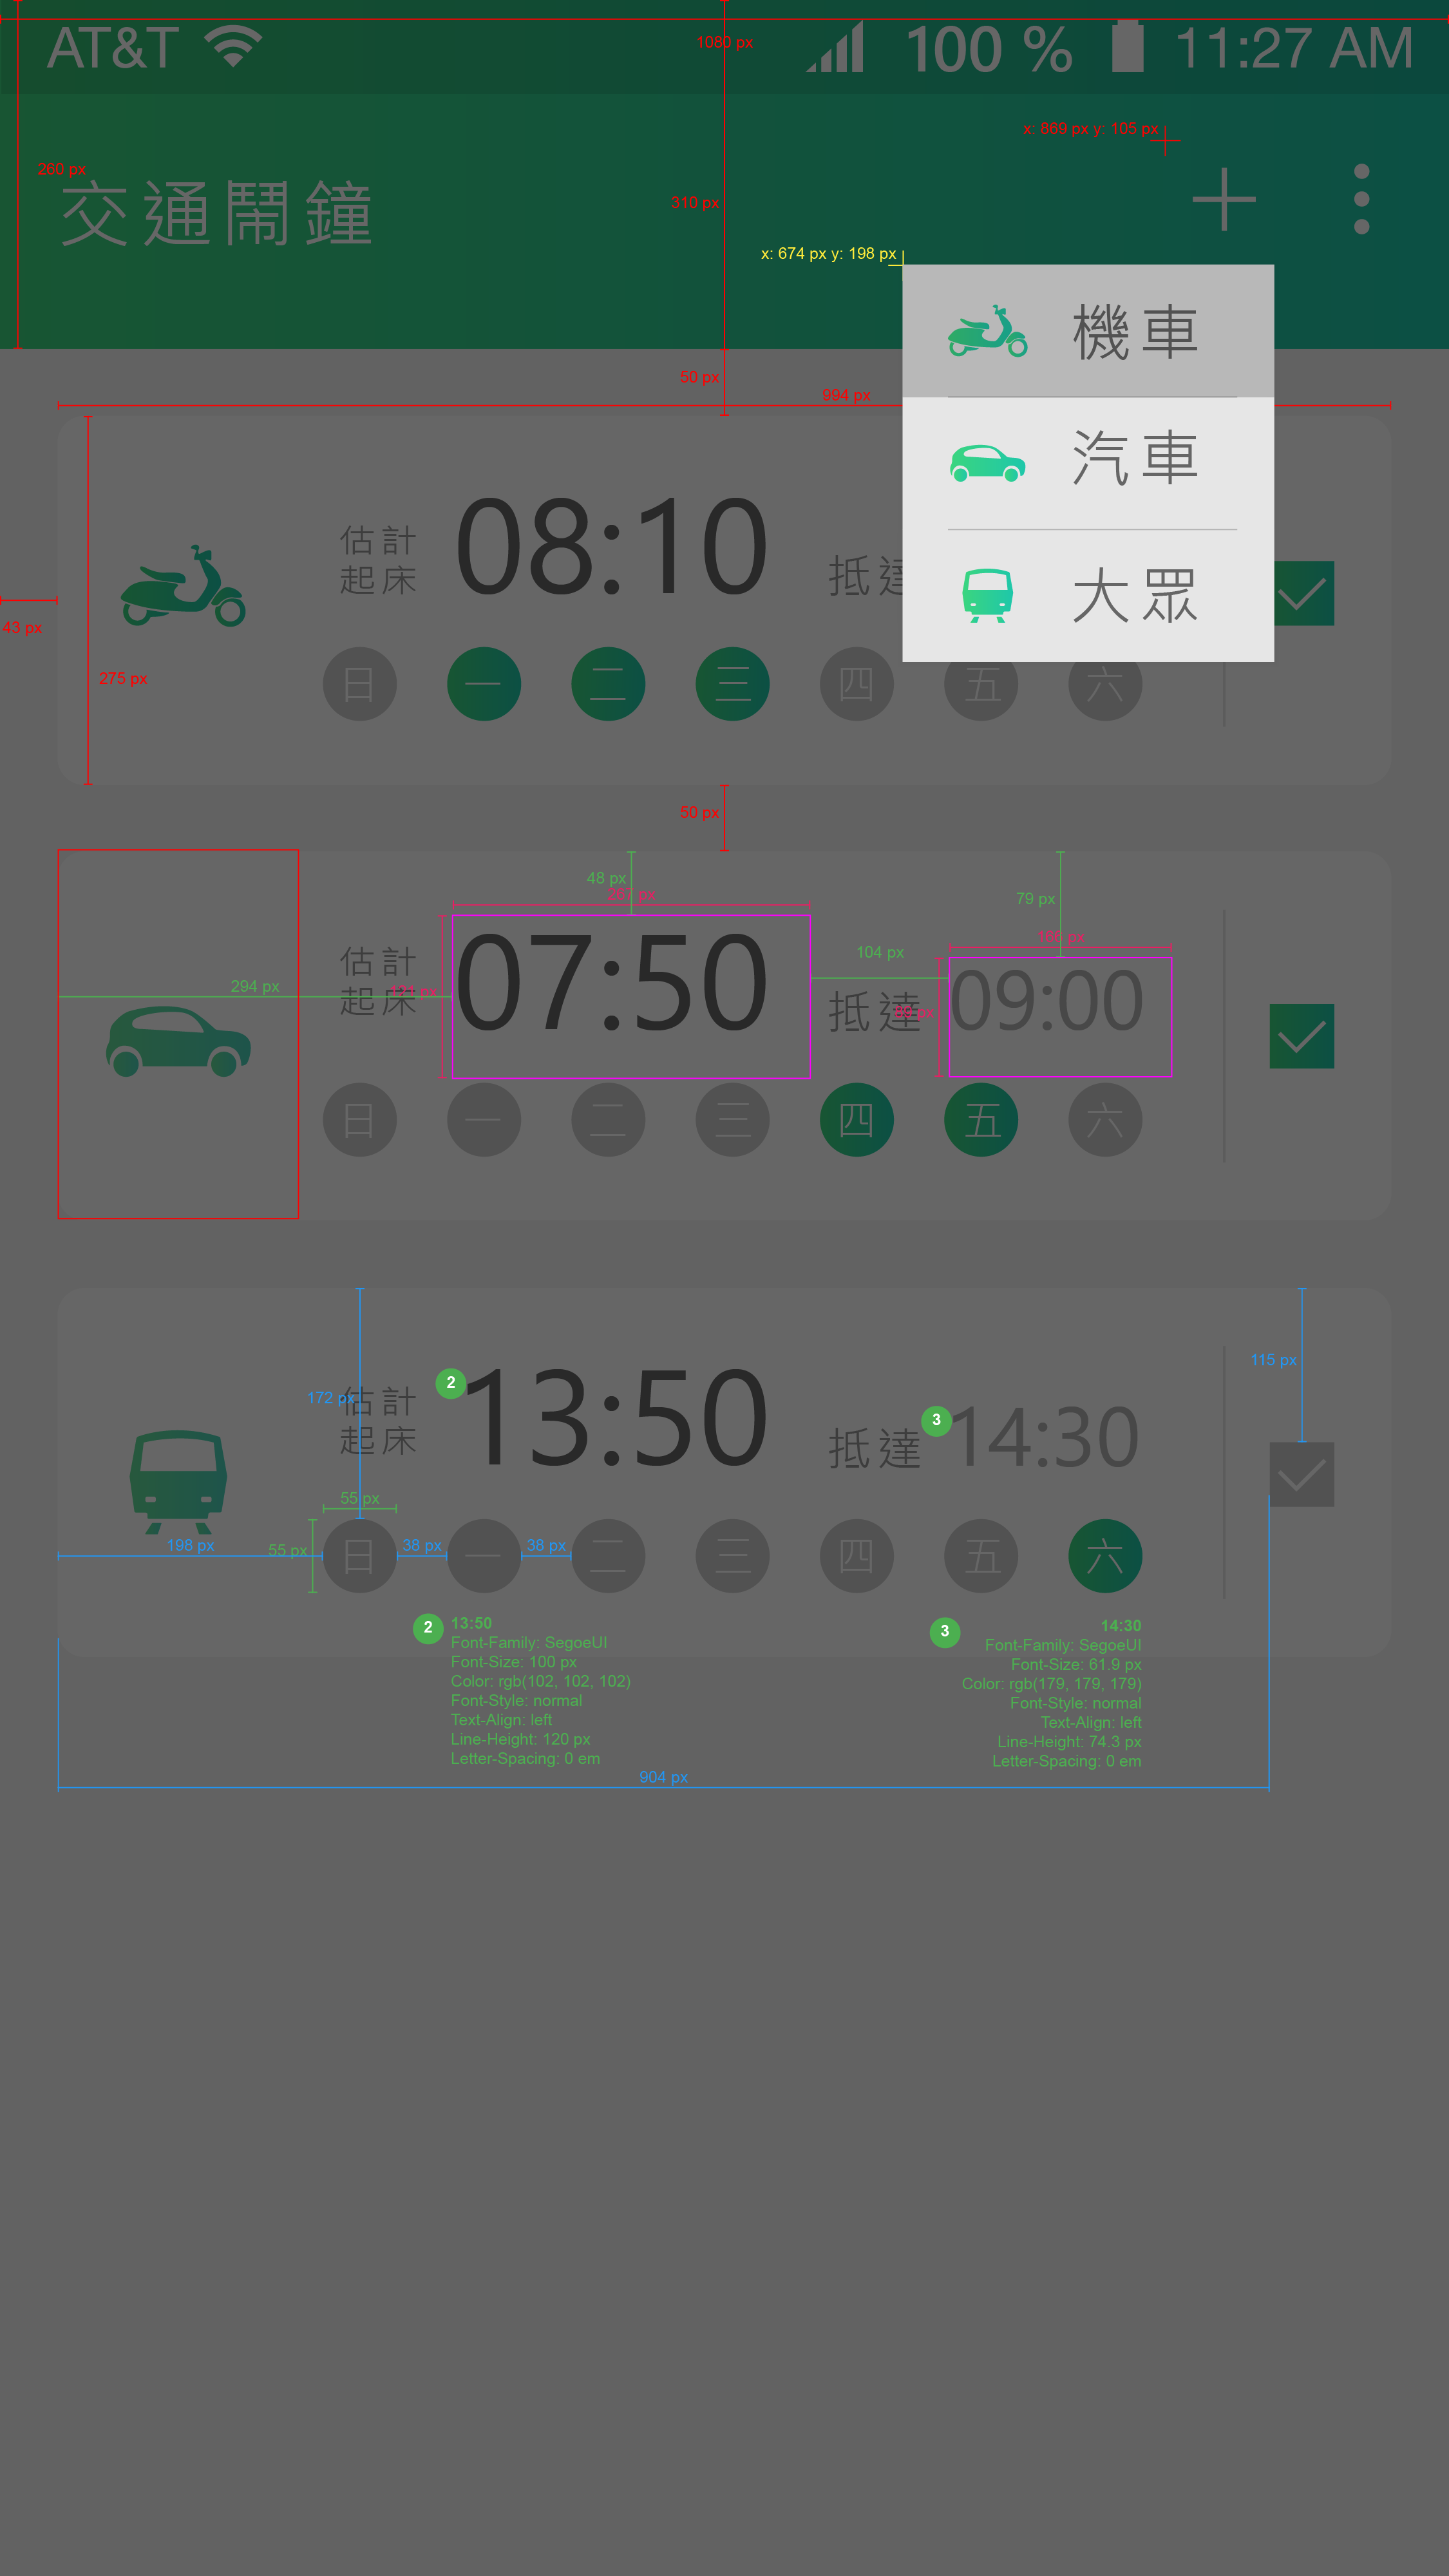 AT&T 100 % 11:27 AM
1080 px
x: 869 px y: 105 px
260 px
交通鬧鐘
310 px
x: 674 px y: 198 px
機車
50 px
994 px
汽車
08:10
估計
起床
抵達
大眾
43 px
275 px
日 一 二 三 四 五 六
50 px
48 px
267 px
79 px
104 px
估計
起床
07:50
抵達
09:00
294 px
日 一 二 三 四 五 六
115 px
172 px
估計
起床
2
13:50
抵達
3
14:30
55 px
198 px
55 px
38 px
38 px
日 一 二 三 四 五 六
2
13:50
Font-Family: SegoeUI
Font-Size: 100 px
Color: rgb(102, 102, 102)
Font-Style: normal
Text-Align: left
Line-Height: 120 px
Letter-Spacing: 0 em
3
14:30
Font-Family: SegoeUI
Font-Size: 61.9 px
Color: rgb(179, 179, 179)
Font-Style: normal
Text-Align: left
Line-Height: 74.3 px
Letter-Spacing: 0 em
904 px